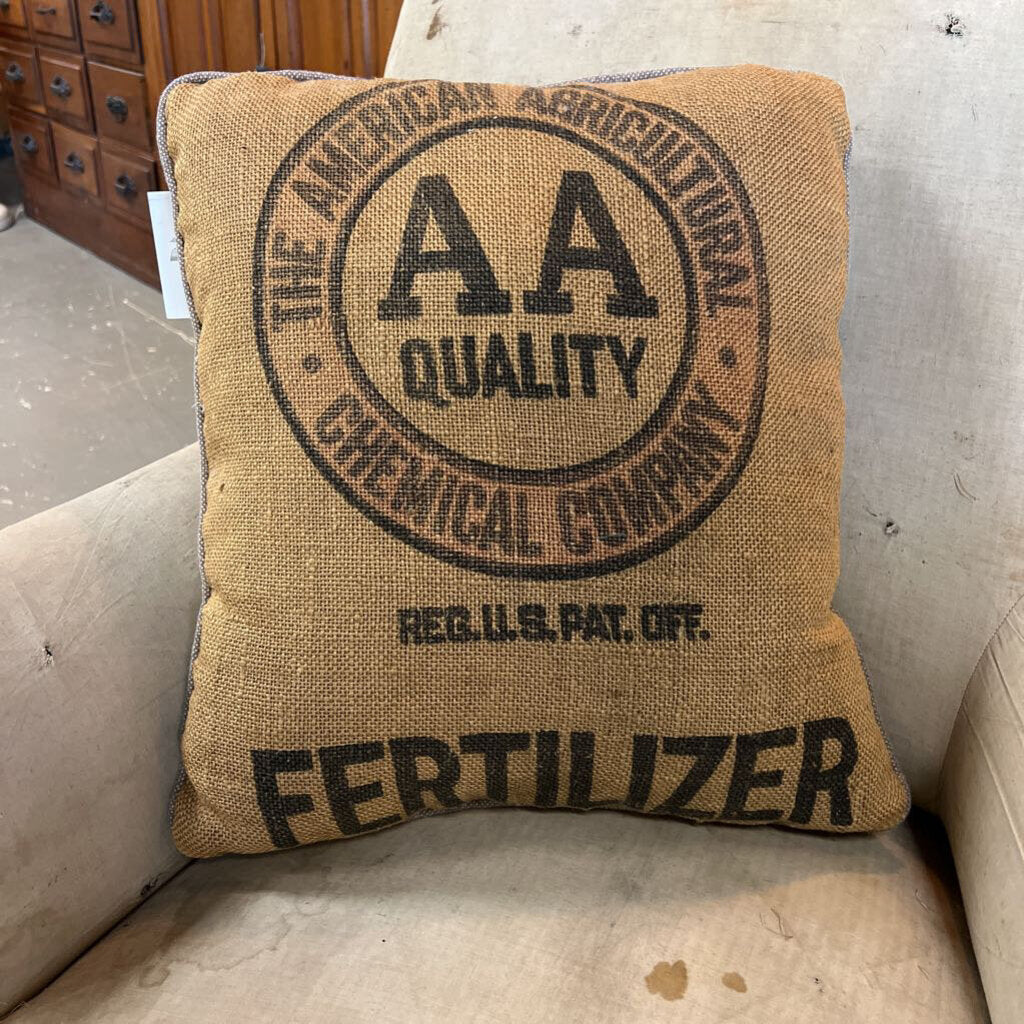 THE AMERICAN AGRICULTURAL
AA
QUALITY
CHEMICAL COMPANY
REG.U.S.PAT. OFF.
FERTILIZER